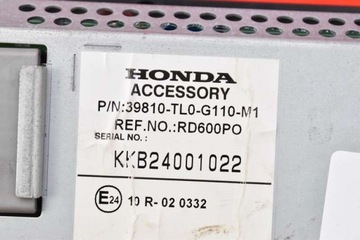 HONDA
ACCESSORY
P/N:39810-TL0-G110-M1
REF.NO.:RD600PO
SERIAL NO.:
KKB24001022
E24 10 R- 02 0332